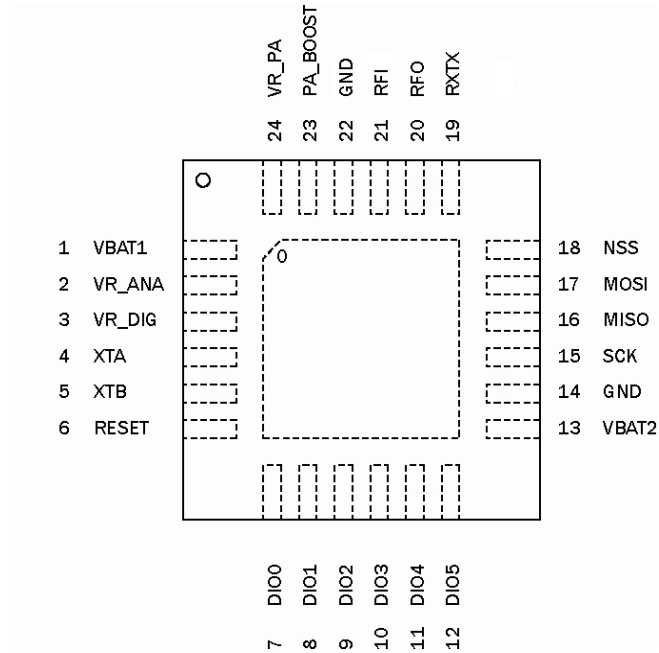 24 VR_PA
23 PA_BOOST
22 GND
21 RFI
20 RFO
19 RXTX
0
1 VBAT1
2 VR_ANA
3 VR_DIG
4 XTA
5 XTB
6 RESET
18 NSS
17 MOSI
16 MISO
15 SCK
14 GND
13 VBAT2
7 DIO0
8 DIO1
9 DIO2
10 DIO3
11 DIO4
12 DIO5